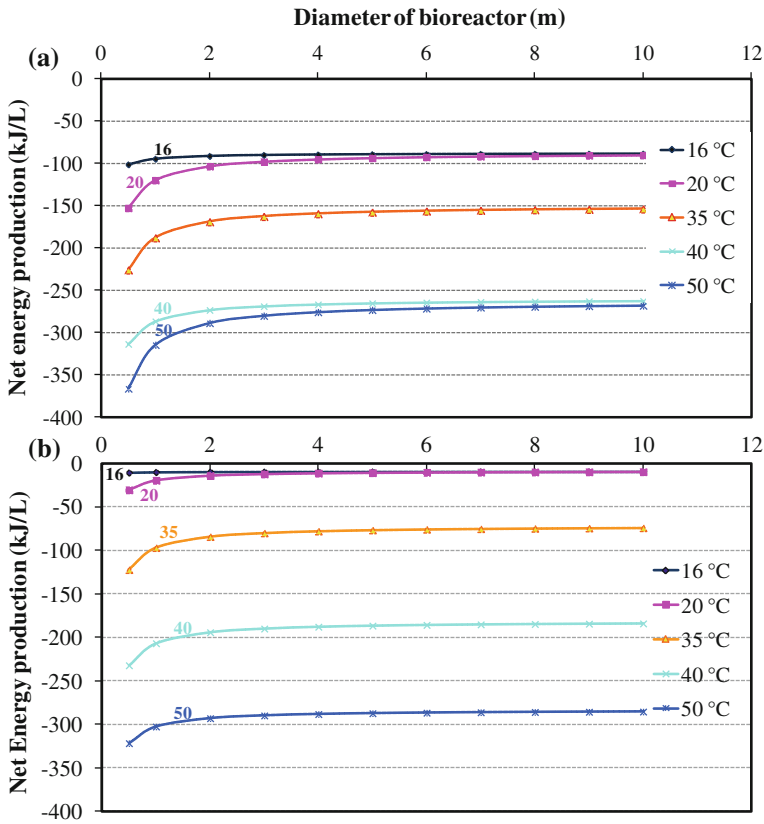 Diameter of bioreactor (m)
(a)
0 2 4 6 8 10 12
0
-50
-100
-150
-200
-250
-300
-350
-400
Net energy production (kJ/L)
16
20
40
50
16 °C
20 °C
35 °C
40 °C
50 °C
(b)
0 2 4 6 8 10 12
0
-50
-100
-150
-200
-250
-300
-350
-400
Net Energy production (kJ/L)
16
20
35
40
50
16 °C
20 °C
35 °C
40 °C
50 °C